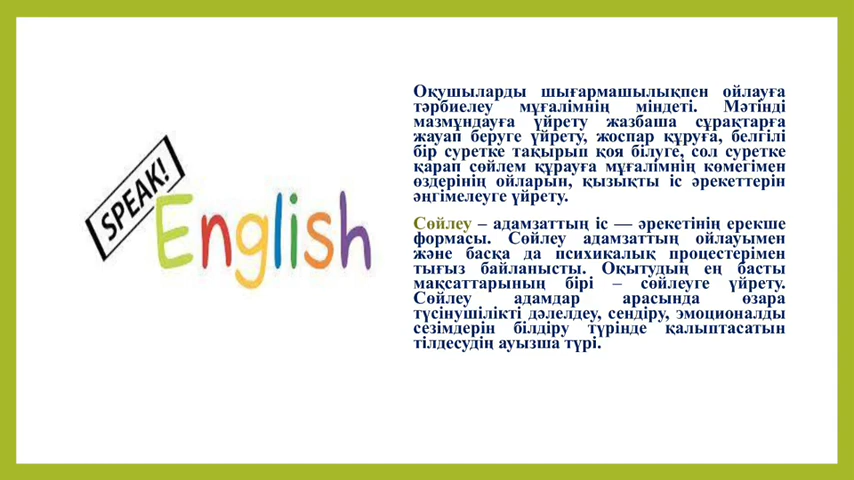 SPEAK!
English
Оқушыларды шығармашылықпен ойлауға
тәрбиелеу мұғалімнің міндеті. Мәтінді
мазмұндауға үйрету жазбаша сұрақтарға
жауап беруге үйрету, жоспар құруға, белгілі
бір суретке тақырып қоя білуге, сол суретке
қарап сөйлем құрауға мұғалімнің көмегімен
өздерінің ойларын, қызықты іс әрекеттерін
әңгімелеуге үйрету.
Сөйлеу – адамзаттың іс — әрекетінің ерекше
формасы. Сөйлеу адамзаттың ойлауымен
және басқа да психикалық процестерімен
тығыз байланысты. Оқытудың ең басты
мақсаттарының бірі – сөйлеуге үйрету.
Сөйлеу адамдар арасында өзара
түсінушілікті дәлелдеу, сендіру, эмоционалды
сезімдерін білдіру түрінде қалыптасатын
тілдесудің ауызша түрі.